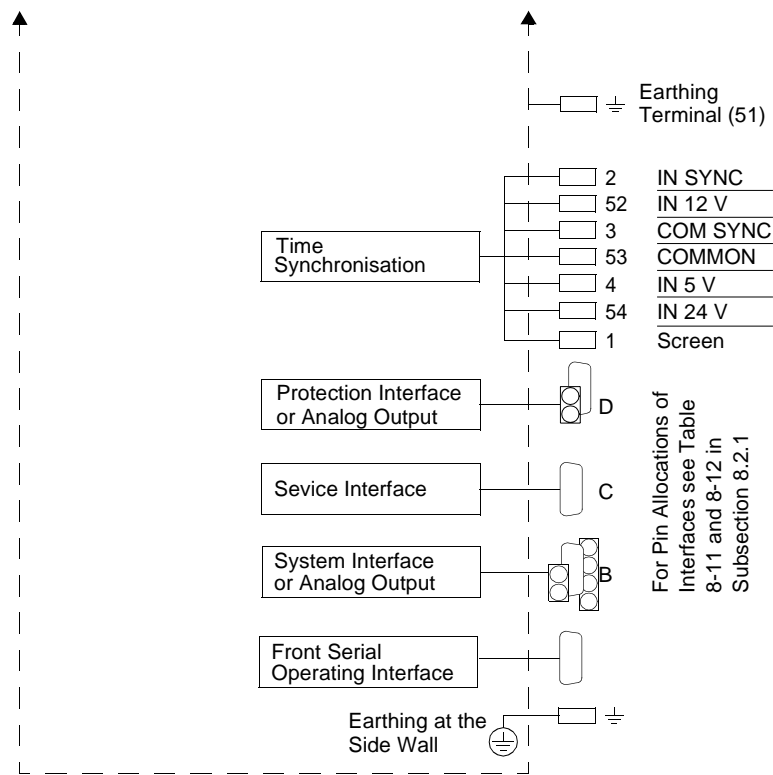 Earthing
Terminal (51)
2 IN SYNC
52 IN 12 V
3 COM SYNC
53 COMMON
4 IN 5 V
54 IN 24 V
1 Screen
Time
Synchronisation
Protection Interface
or Analog Output
D
Sevice Interface
C
System Interface
or Analog Output
B
Front Serial
Operating Interface
Earthing at the
Side Wall
For Pin Allocations of
Interfaces see Table
8-11 and 8-12 in
Subsection 8.2.1